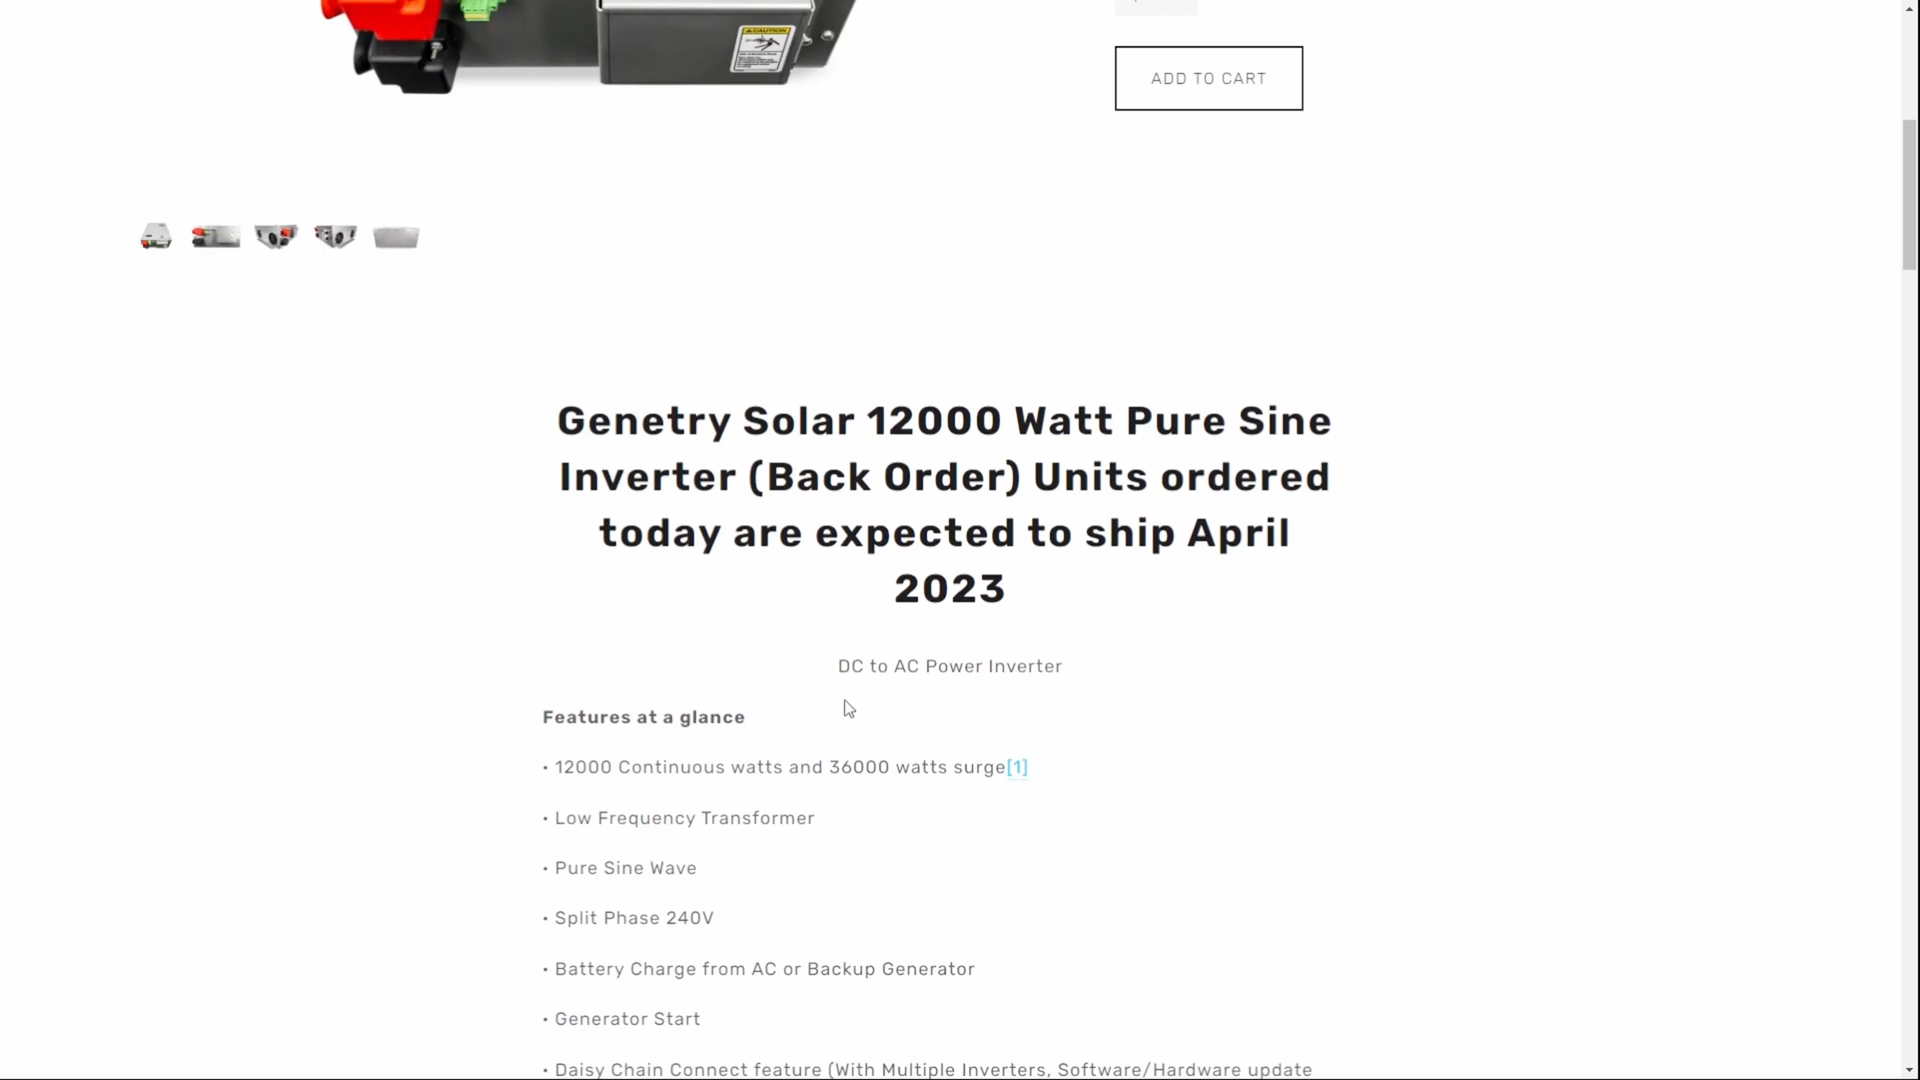 CAUTION
ADD TO CART
Genetry Solar 12000 Watt Pure Sine
Inverter (Back Order) Units ordered
today are expected to ship April
2023
DC to AC Power Inverter
Features at a glance
• 12000 Continuous watts and 36000 watts surge[1]
• Low Frequency Transformer
• Pure Sine Wave
• Split Phase 240V
• Battery Charge from AC or Backup Generator
• Generator Start
• Daisy Chain Connect feature (With Multiple Inverters, Software/Hardware update